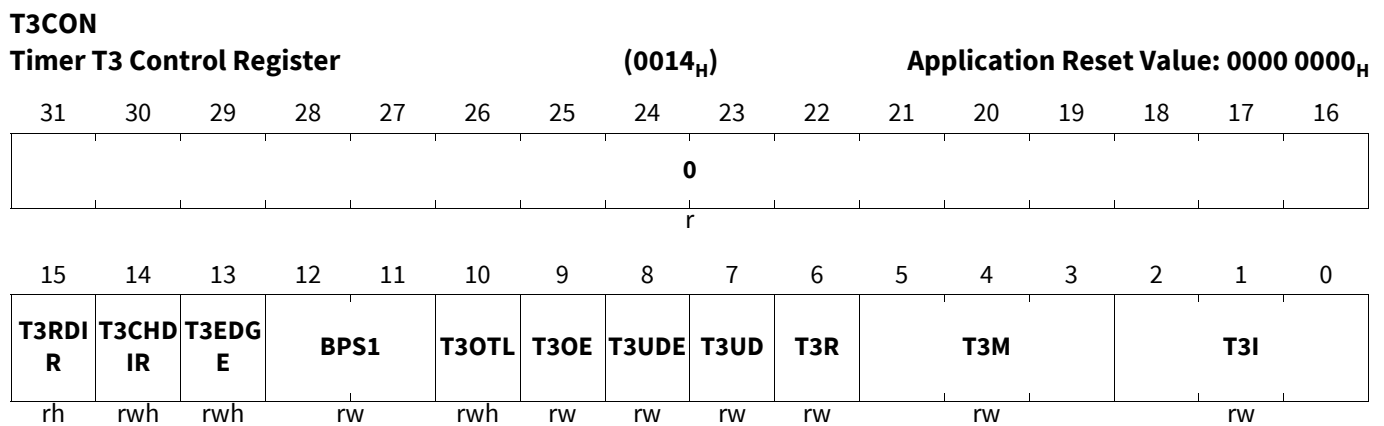 T3CON
Timer T3 Control Register (0014H) Application Reset Value: 0000 0000H
31 30 29 28 27 26 25 24 23 22 21 20 19 18 17 16
0
r
15 14 13 12 11 10 9 8 7 6 5 4 3 2 1 0
T3RDI T3CHD T3EDG BPS1 T3OTL T3OE T3UDE T3UD T3R T3M T3I
R IR E
rh rwh rwh rw rwh rw rw rw rw rw rw